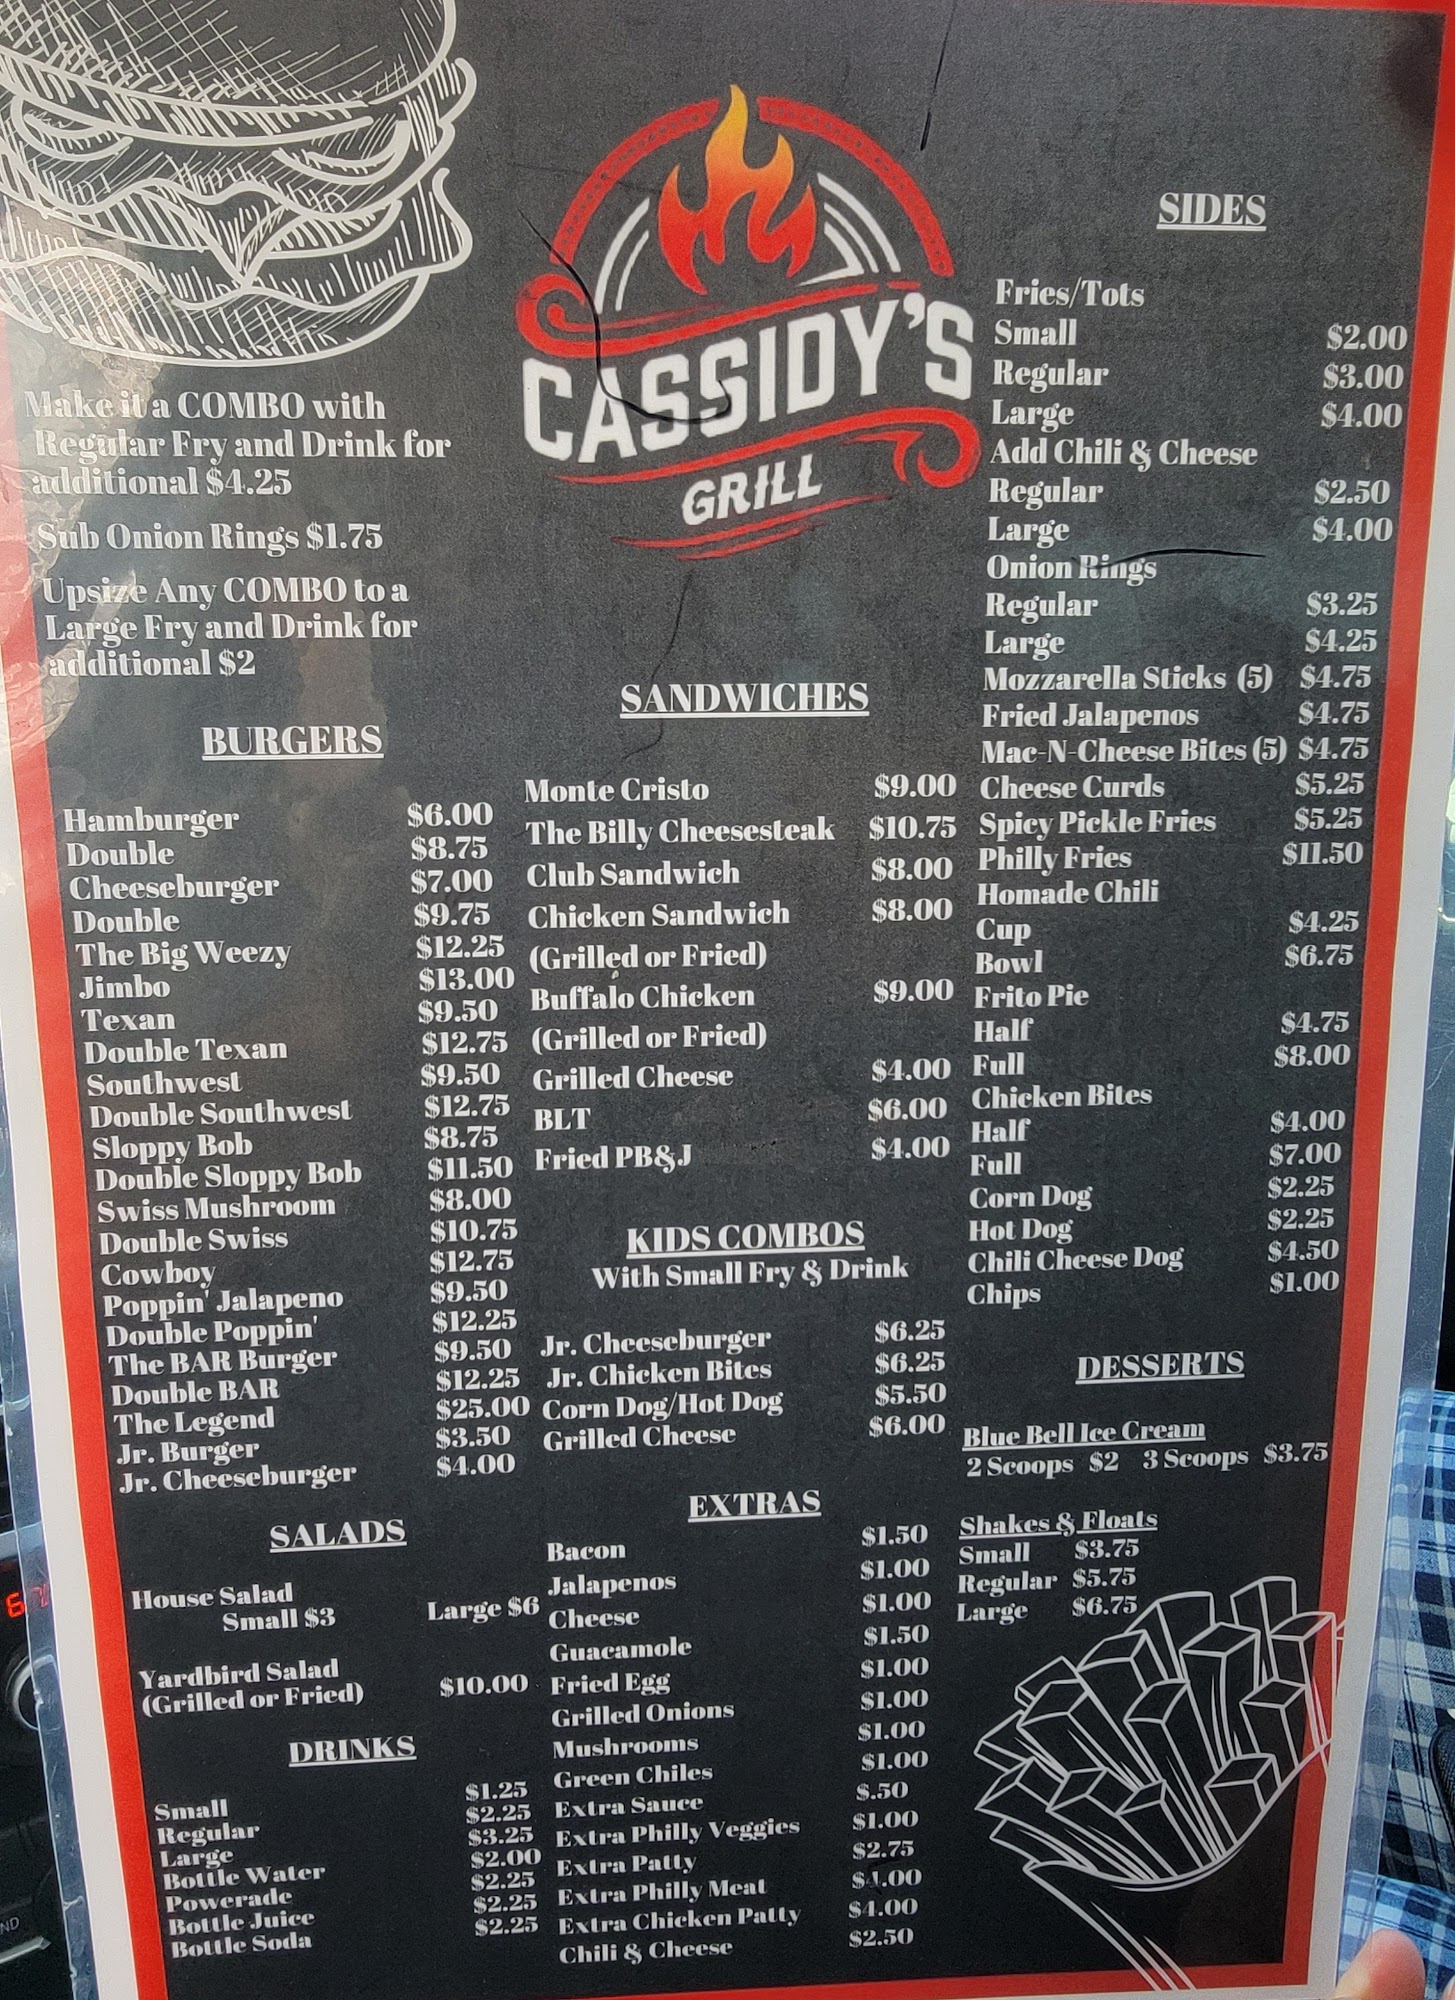 CASSIDY'S
GRILL
Make it a COMBO with
Regular Fry and Drink for
additional $4.25
Sub Onion Rings $1.75
Upsize Any COMBO to a
Large Fry and Drink for
additional $2
BURGERS
Hamburger $6.00
Double $8.75
Cheeseburger $7.00
Double $9.75
The Big Weezy $12.25
Jimbo $13.00
Texan $9.50
Double Texan $12.75
Southwest $9.50
Double Southwest $12.75
Sloppy Bob $8.75
Double Sloppy Bob $11.50
Swiss Mushroom $8.00
Double Swiss $10.75
Cowboy $12.75
Poppin' Jalapeno $9.50
Double Poppin' $12.25
The BAR Burger $9.50
Double BAR $12.25
The Legend $25.00
Jr. Burger $3.50
Jr. Cheeseburger $4.00
SALADS
House Salad
Small $3 Large $6
Yardbird Salad
(Grilled or Fried) $10.00
DRINKS
Small $1.25
Regular $2.25
Large $3.25
Bottle Water $2.00
Powerade $2.25
Bottle Juice $2.25
Bottle Soda $2.25
SANDWICHES
Monte Cristo $9.00
The Billy Cheesesteak $10.75
Club Sandwich $8.00
Chicken Sandwich $8.00
(Grilled or Fried)
Buffalo Chicken $9.00
(Grilled or Fried)
Grilled Cheese $4.00
BLT $6.00
Fried PB&J $4.00
KIDS COMBOS
With Small Fry & Drink
Jr. Cheeseburger $6.25
Jr. Chicken Bites $6.25
Corn Dog/Hot Dog $5.50
Grilled Cheese $6.00
EXTRAS
Bacon $1.50
Jalapenos $1.00
Cheese $1.00
Guacamole $1.50
Fried Egg $1.00
Grilled Onions $1.00
Mushrooms $1.00
Green Chiles $1.00
Extra Sauce $.50
Extra Philly Veggies $1.00
Extra Patty $2.75
Extra Philly Meat $4.00
Extra Chicken Patty $4.00
Chili & Cheese $2.50
SIDES
Fries/Tots
Small $2.00
Regular $3.00
Large $4.00
Add Chili & Cheese
Regular $2.50
Large $4.00
Onion Rings
Regular $3.25
Large $4.25
Mozzarella Sticks (5) $4.75
Fried Jalapenos $4.75
Mac-N-Cheese Bites (5) $4.75
Cheese Curds $5.25
Spicy Pickle Fries $5.25
Philly Fries $11.50
Homade Chili
Cup $4.25
Bowl $6.75
Frito Pie
Half $4.75
Full $8.00
Chicken Bites
Half $4.00
Full $7.00
Corn Dog $2.25
Hot Dog $2.25
Chili Cheese Dog $4.50
Chips $1.00
DESSERTS
Blue Bell Ice Cream
2 Scoops $2 3 Scoops $3.75
Shakes & Floats
Small $3.75
Regular $5.75
Large $6.75